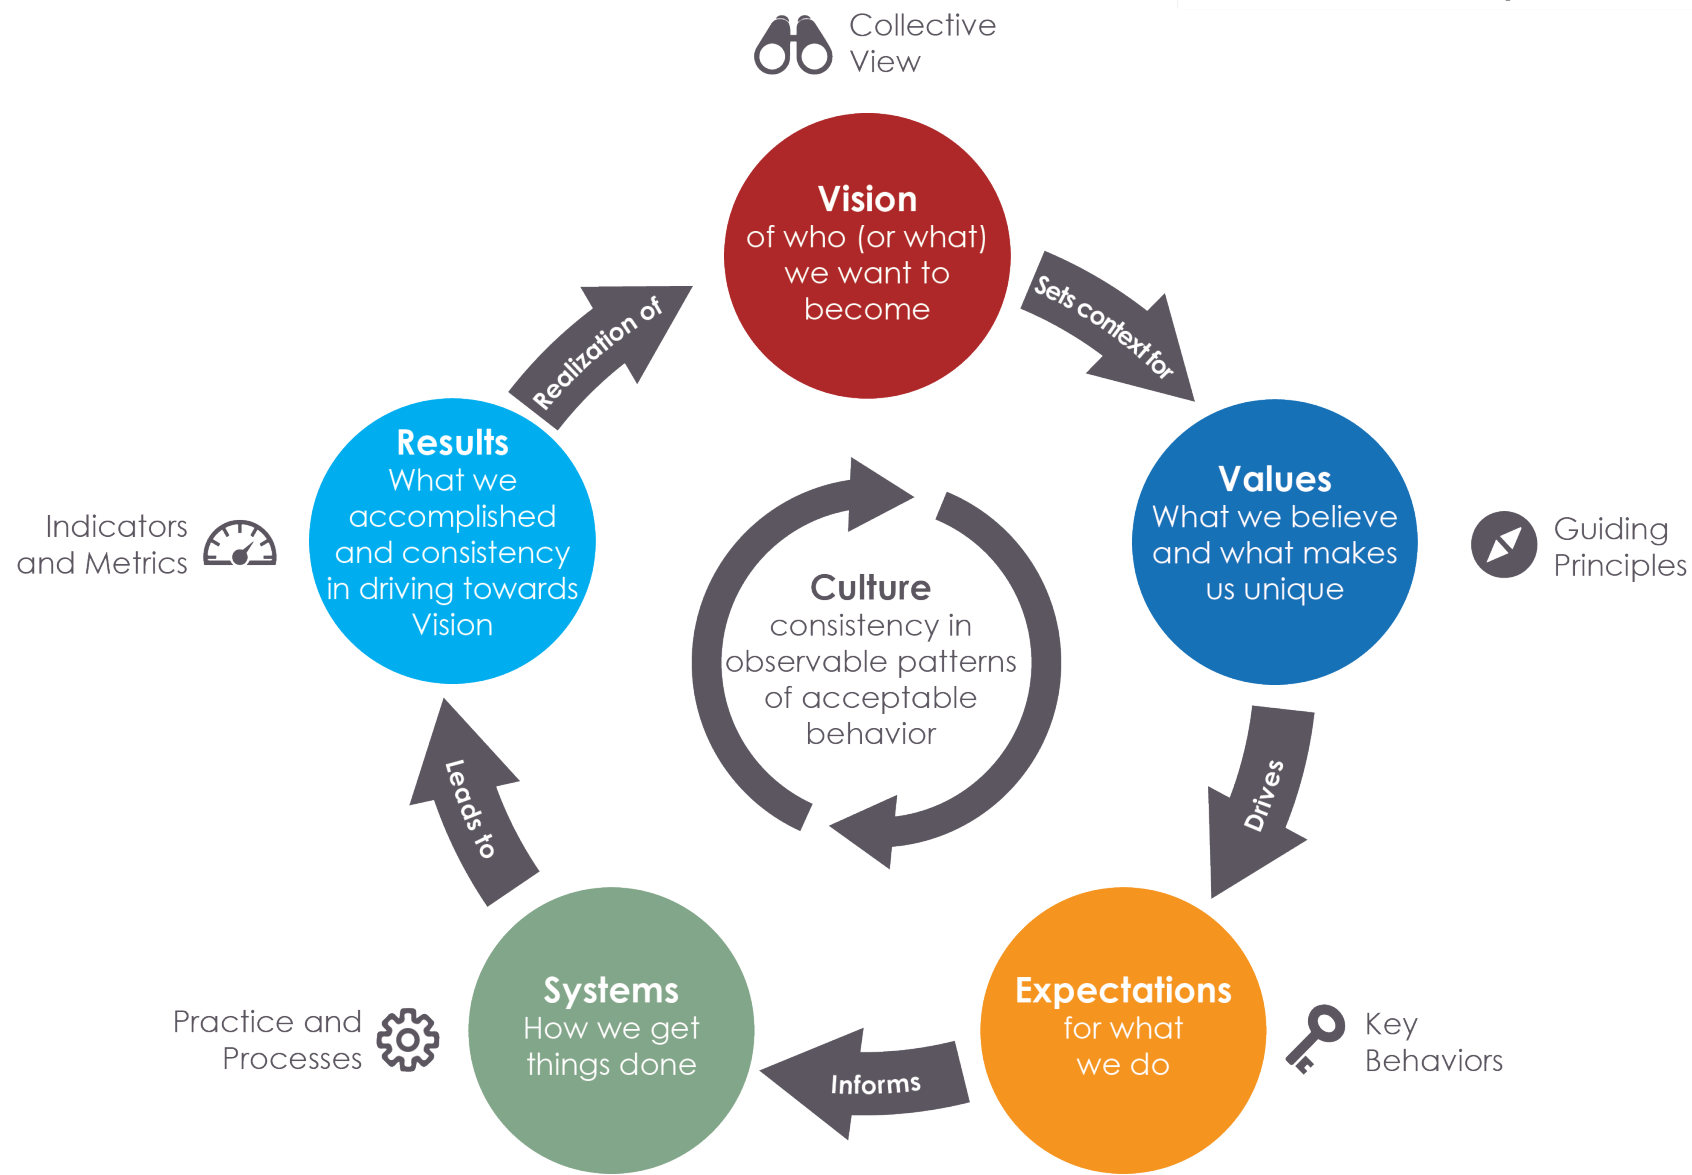 Collective
View
Vision
of who (or what)
we want to
become
Sets context for
Values
What we believe
and what makes
us unique
Guiding
Principles
Drives
Expectations
for what
we do
Key
Behaviors
Informs
Systems
How we get
things done
Practice and
Processes
Leads to
Results
What we
accomplished
and consistency
in driving towards
Vision
Indicators
and Metrics
Realization of
Culture
consistency in
observable patterns
of acceptable
behavior